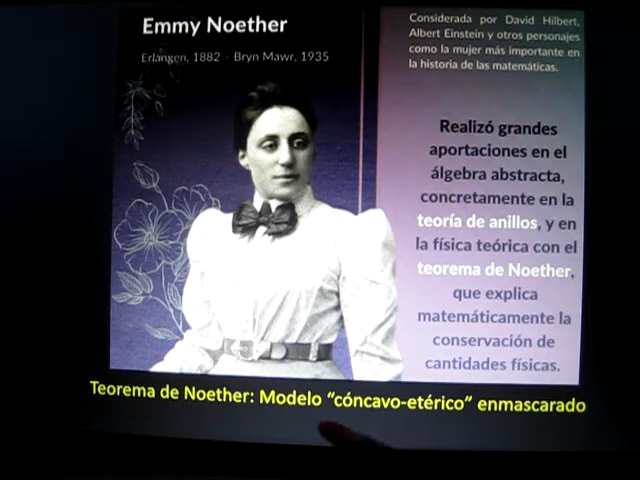 Emmy Noether
Erlangen, 1882 - Bryn Mawr, 1935
Considerada por David Hilbert,
Albert Einstein y otros personajes
como la mujer más importante en
la historia de las matemáticas.
Realizó grandes
aportaciones en el
álgebra abstracta,
concretamente en la
teoría de anillos, y en
la física teórica con el
teorema de Noether,
que explica
matemáticamente la
conservación de
cantidades físicas.
Teorema de Noether: Modelo “cóncavo-etérico” enmascarado